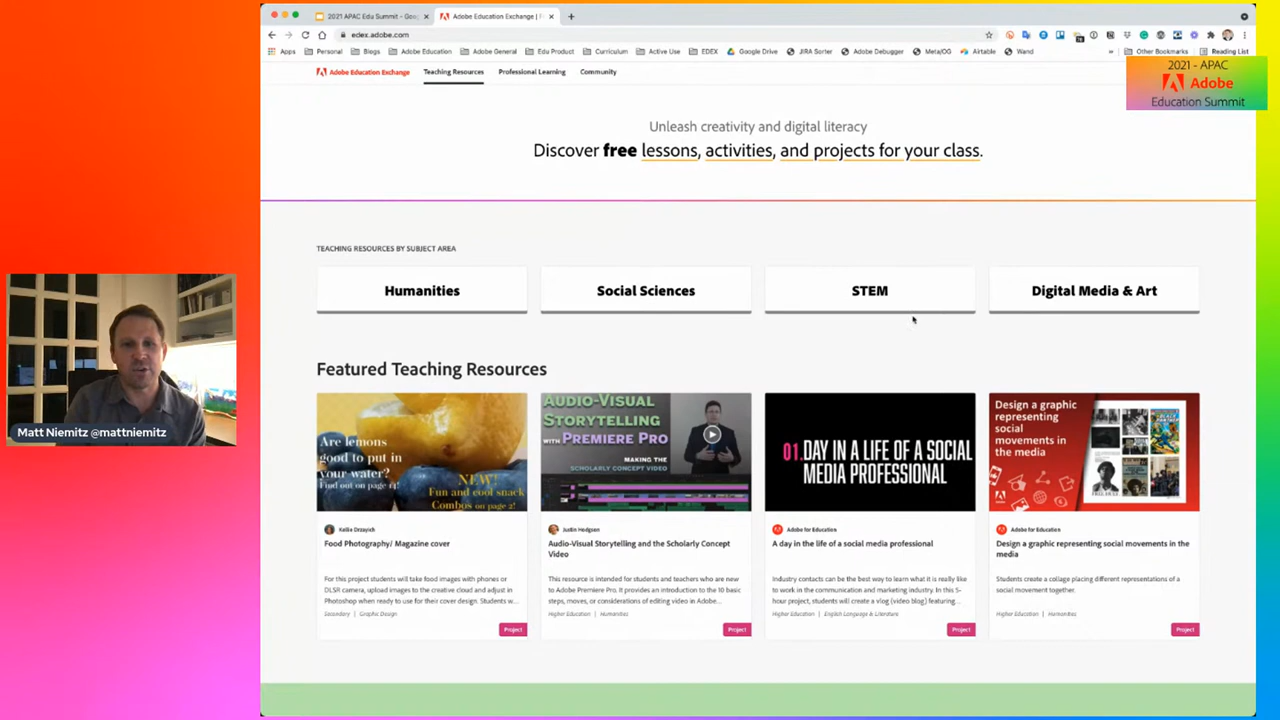 2021 APAC Edu Summit - Goo
Adobe Education Exchange | F
edex.adobe.com
Apps
Personal
Blogs
Adobe Education
Adobe General
Edu Product
Curriculum
Active Use
EDEX
Google Drive
JIRA Sorter
Adobe Debugger
Meta/OG
Airtable
Wand
»
Other Bookmarks
Reading List
2021 - APAC
Adobe
Education Summit
Adobe Education Exchange
Teaching Resources
Professional Learning
Community
Unleash creativity and digital literacy
Discover free lessons, activities, and projects for your class.
TEACHING RESOURCES BY SUBJECT AREA
Humanities
Social Sciences
STEM
Digital Media & Art
Featured Teaching Resources
Are lemons
good to put in
your water?
Find out on page 14!
NEW!
Fun and cool snack
Combos on page 2!
AUDIO-VISUAL
STORYTELLING
WITH PREMIERE PRO
MAKING THE
SCHOLARLY CONCEPT VIDEO
01.DAY IN A LIFE OF A SOCIAL
MEDIA PROFESSIONAL
Design a graphic
representing
social
movements in
the media
Food Photography/ Magazine cover
For this project students will take food images with phones or
DLSR camera, upload images to the creative cloud and adjust in
Photoshop when ready to use for their cover design. Students w...
Secondary | Graphic Design
Project
Justin Hodgson
Audio-Visual Storytelling and the Scholarly Concept
Video
This resource is intended for students and teachers who are new
to Adobe Premiere Pro. It provides an introduction to the 10 basic
steps, moves, or considerations of editing video in Adobe...
Higher Education | Humanities
Project
Adobe for Education
A day in the life of a social media professional
Industry contacts can be the best way to learn what it is really like
to work in the communication and marketing industry. In this 5-
hour project, students will create a vlog (video blog) featuring...
Higher Education | English Language & Literature
Project
Adobe for Education
Design a graphic representing social movements in the
media
Students create a collage placing different representations of a
social movement together.
Higher Education | Humanities
Project
Matt Niemitz @mattniemitz